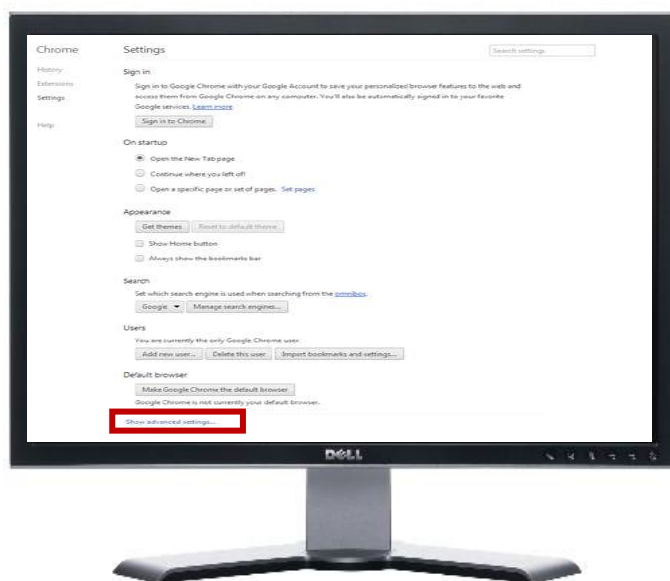 Chrome
Settings
Search settings
History
Extensions
Settings
Help
Sign in
Sign in to Google Chrome with your Google Account to save your personalized browser features to the web and
access them from Google Chrome on any computer. You'll also be automatically signed in to your favorite
Google services. Learn more
Sign in to Chrome
On startup
Open the New Tab page
Continue where you left off
Open a specific page or set of pages. Set pages
Appearance
Get themes Reset to default theme
Show Home button
Always show the bookmarks bar
Search
Set which search engine is used when searching from the omnibox.
Google Manage search engines...
Users
You are currently the only Google Chrome user.
Add new user... Delete this user Import bookmarks and settings...
Default browser
Make Google Chrome the default browser
Google Chrome is not currently your default browser.
Show advanced settings...
DELL